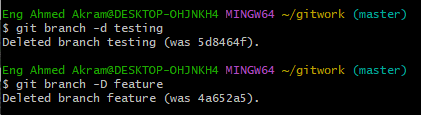 Eng Ahmed Akram@DESKTOP-OHJNKH4 MINGW64 ~/gitwork (master)
$ git branch -d testing
Deleted branch testing (was 5d8464f).
Eng Ahmed Akram@DESKTOP-OHJNKH4 MINGW64 ~/gitwork (master)
$ git branch -D feature
Deleted branch feature (was 4a652a5).